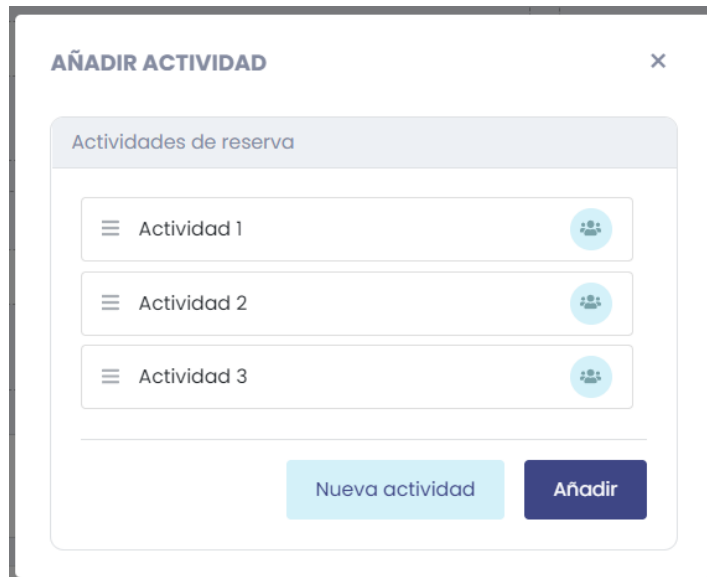 AÑADIR ACTIVIDAD
Actividades de reserva
Actividad 1
Actividad 2
Actividad 3
Nueva actividad
Añadir